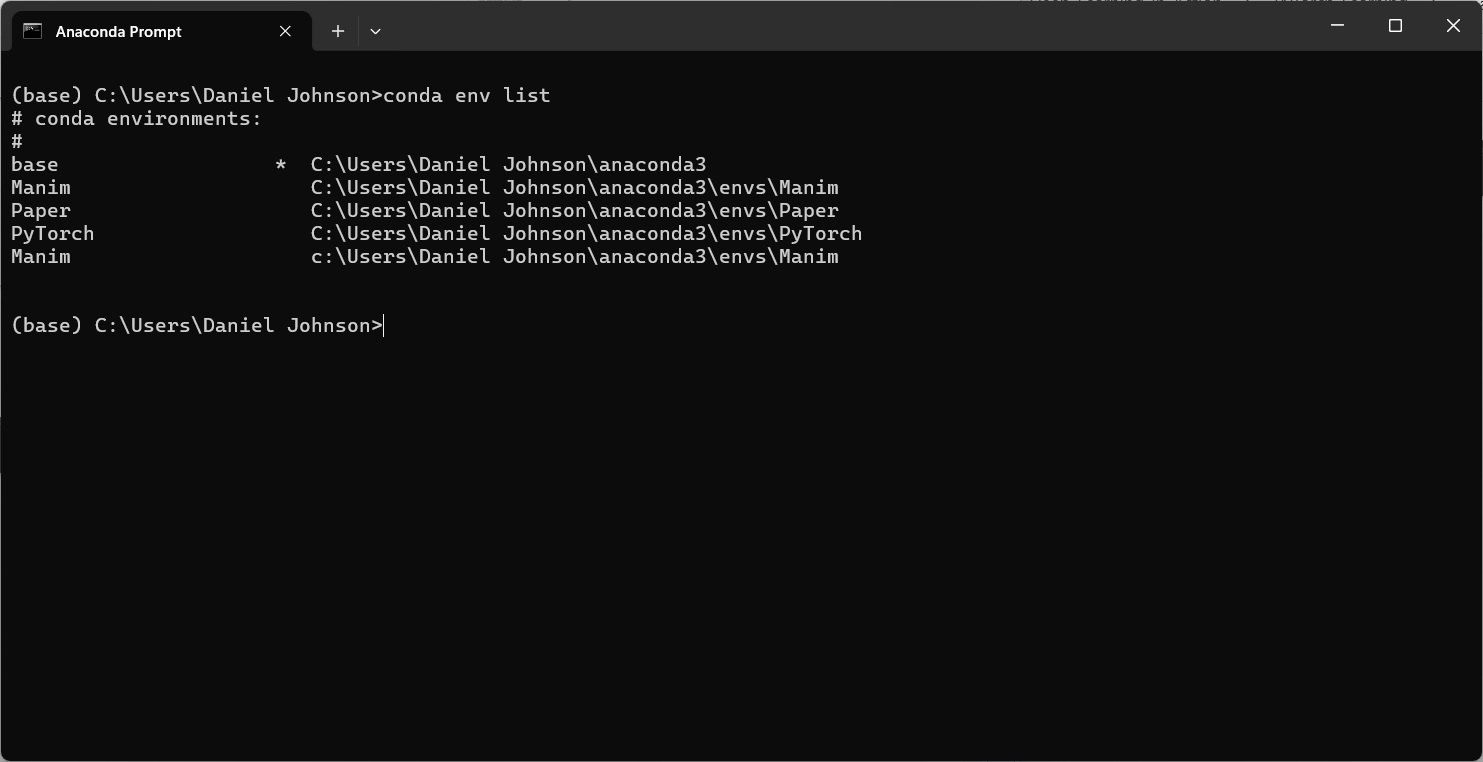 Anaconda Prompt
(base) C:\Users\Daniel Johnson>conda env list
# conda environments:
#
base                  *  C:\Users\Daniel Johnson\anaconda3
Manim                    C:\Users\Daniel Johnson\anaconda3\envs\Manim
Paper                    C:\Users\Daniel Johnson\anaconda3\envs\Paper
PyTorch                  C:\Users\Daniel Johnson\anaconda3\envs\PyTorch
Manim                    c:\Users\Daniel Johnson\anaconda3\envs\Manim
(base) C:\Users\Daniel Johnson>